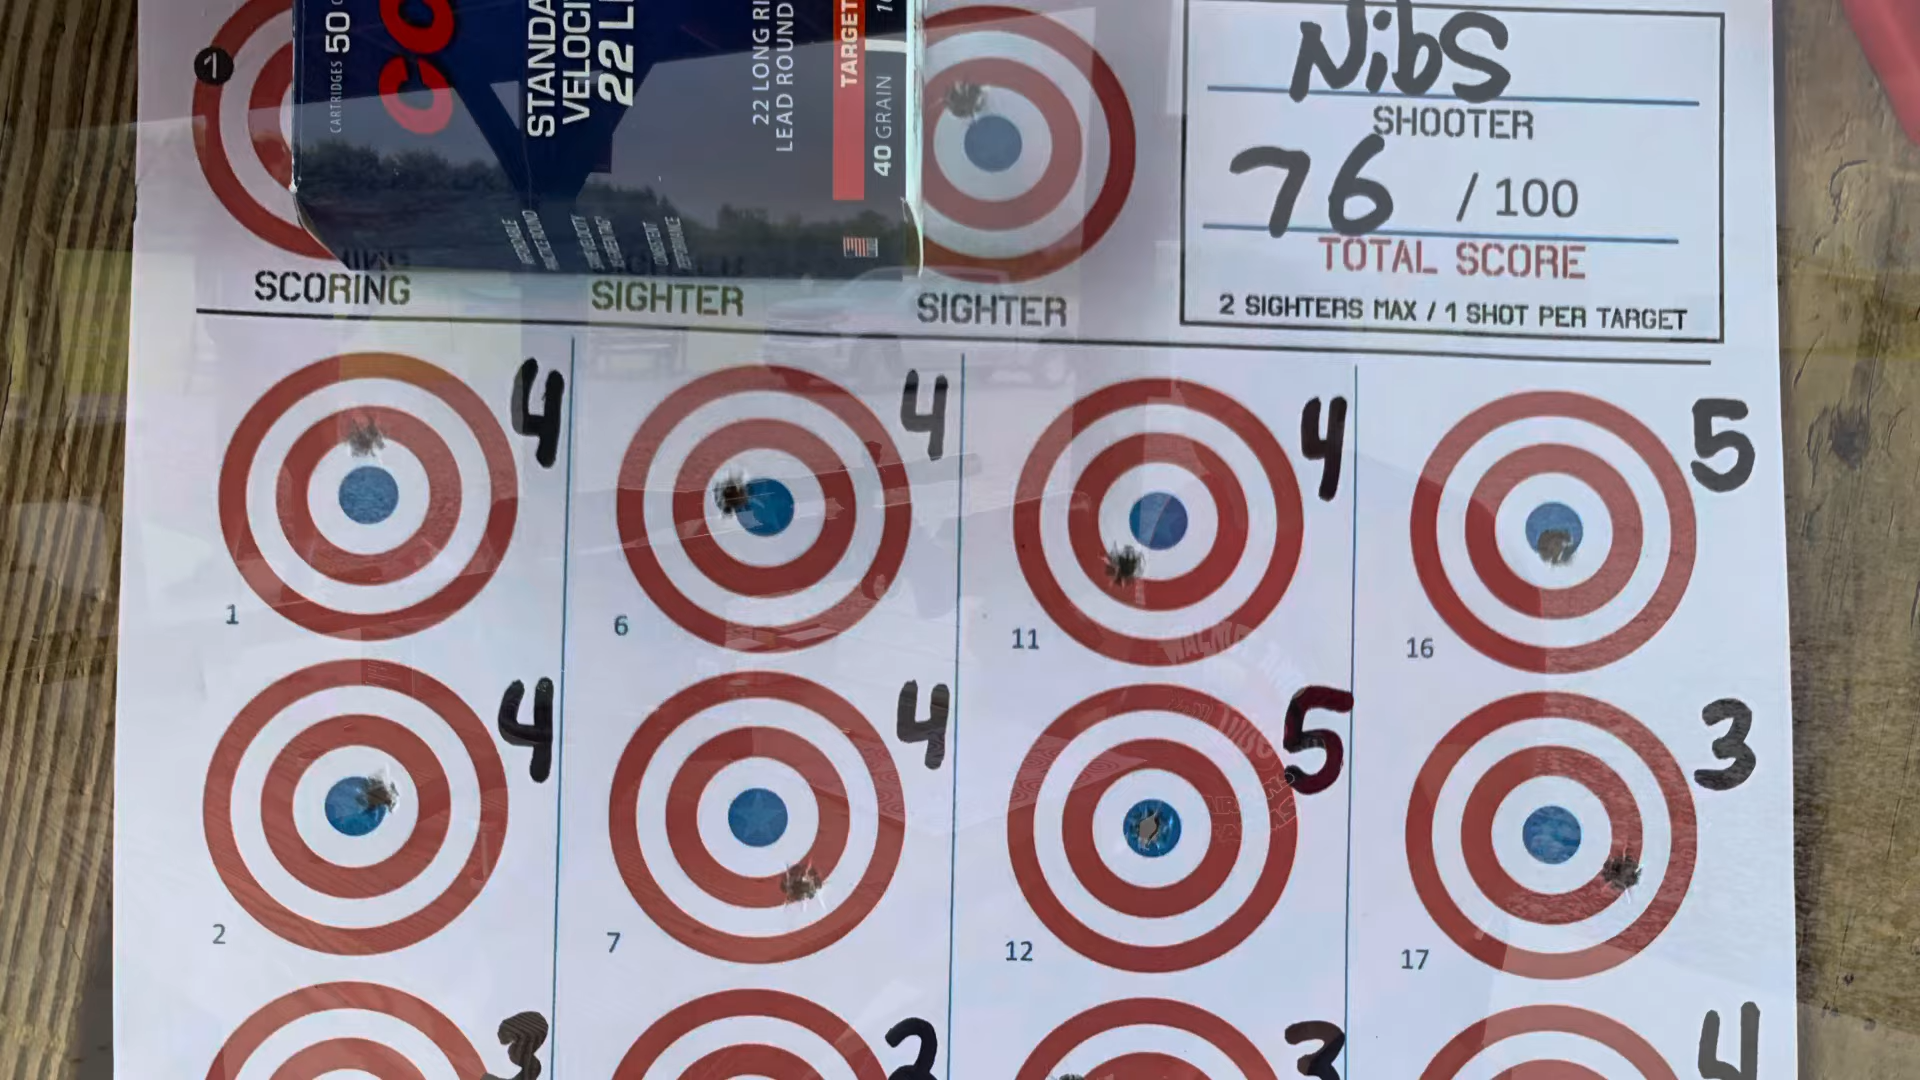 1
CARTRIDGES 50
STANDA
VELOCI
22 L
22 LONG RI
LEAD ROUND
TARGET
40 GRAIN
Nibs
SHOOTER
76 / 100
TOTAL SCORE
2 SIGHTERS MAX / 1 SHOT PER TARGET
SCORING
SIGHTER
SIGHTER
4
4
4
5
1
6
11
16
4
4
5
3
2
7
12
17
3
3
4